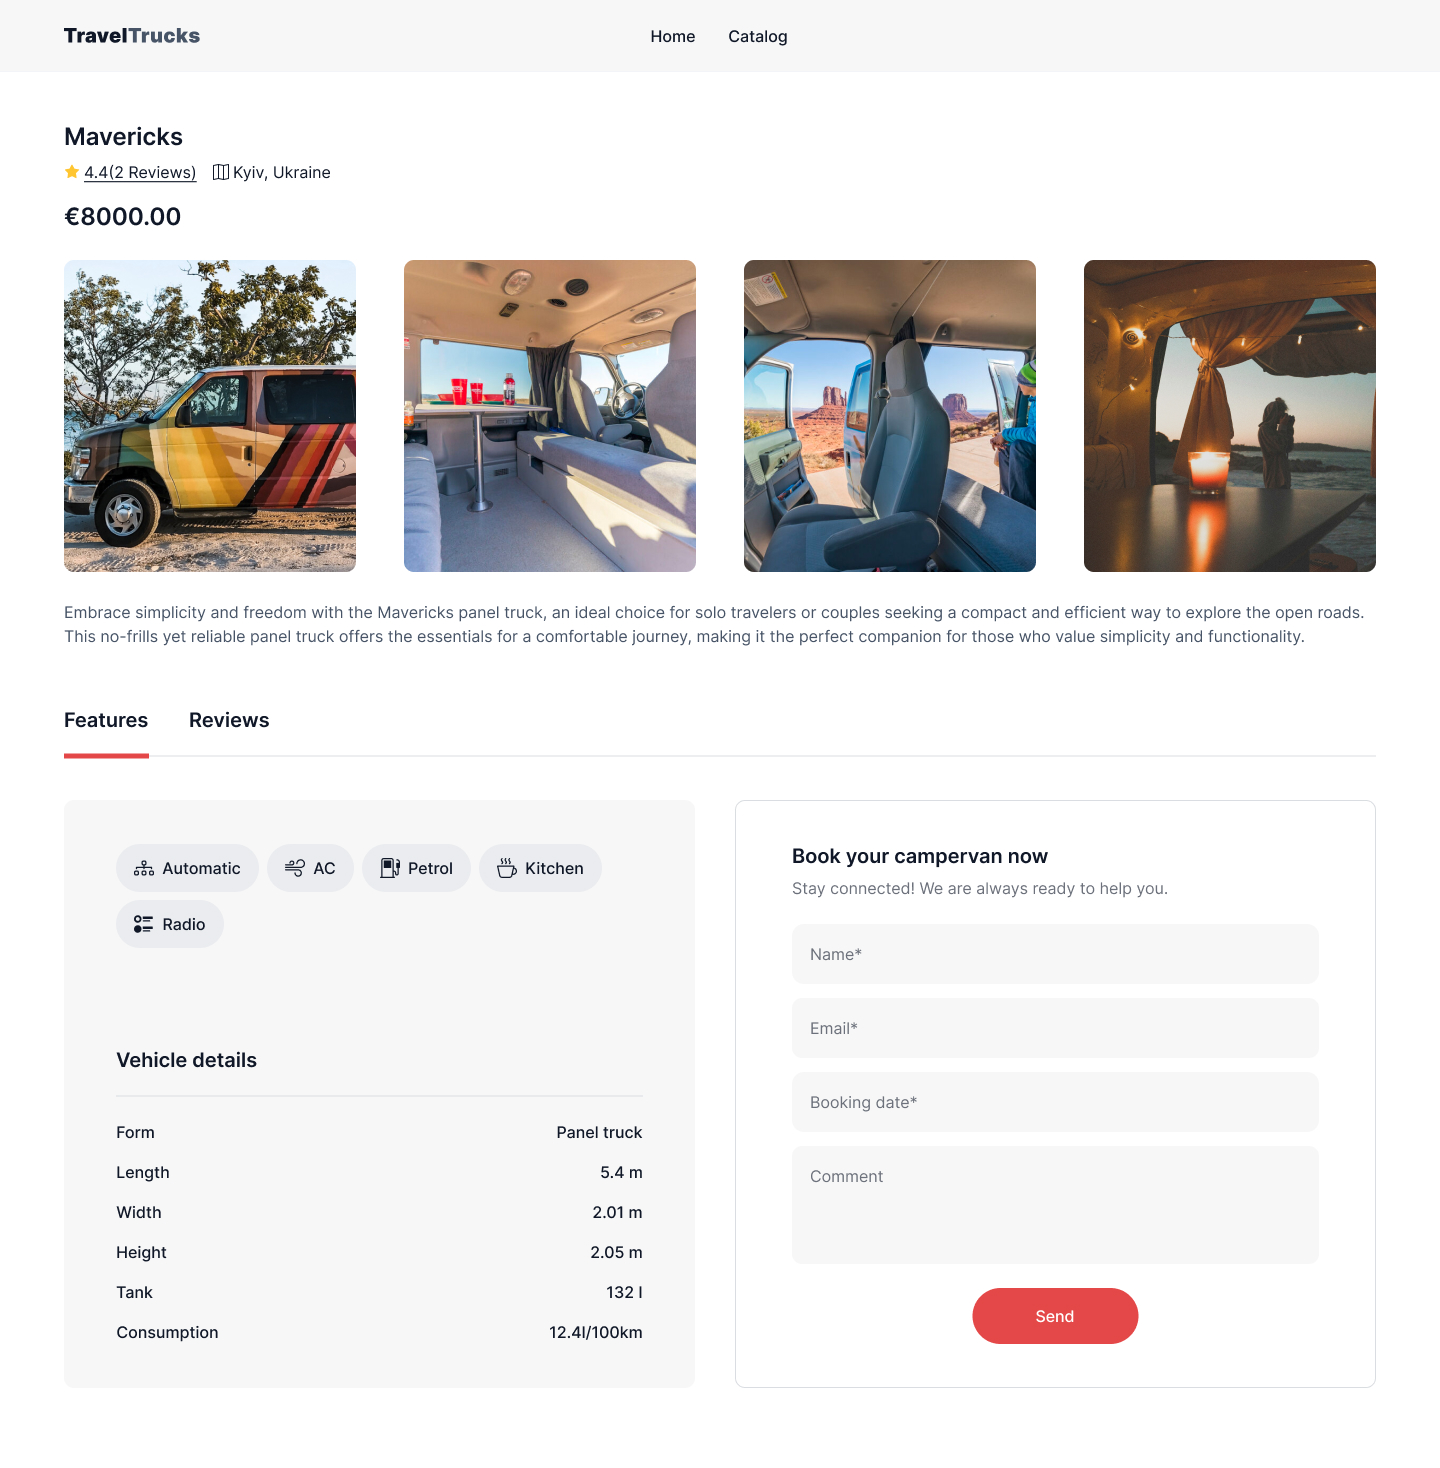 TravelTrucks
Home Catalog
Mavericks
4.4(2 Reviews) Kyiv, Ukraine
€8000.00
Embrace simplicity and freedom with the Mavericks panel truck, an ideal choice for solo travelers or couples seeking a compact and efficient way to explore the open roads.
This no-frills yet reliable panel truck offers the essentials for a comfortable journey, making it the perfect companion for those who value simplicity and functionality.
Features Reviews
Automatic AC Petrol Kitchen
Radio
Vehicle details
Form Panel truck
Length 5.4 m
Width 2.01 m
Height 2.05 m
Tank 132 l
Consumption 12.4l/100km
Book your campervan now
Stay connected! We are always ready to help you.
Name*
Email*
Booking date*
Comment
Send